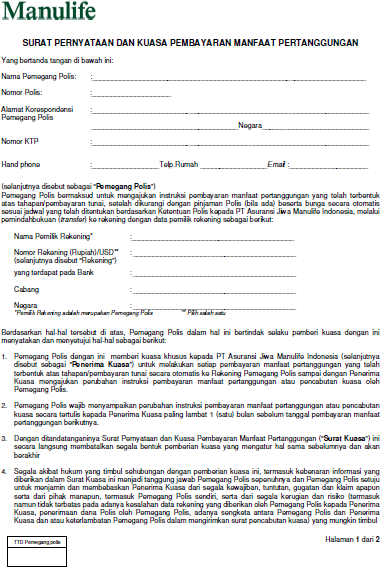 Manulife
SURAT PERNYATAAN DAN KUASA PEMBAYARAN MANFAAT PERTANGGUNGAN
Yang bertanda tangan di bawah ini:
Nama Pemegang Polis:
Nomor Polis:
Alamat Korespondensi
Pemegang Polis
Negara
Nomor KTP
Hand phone : Telp.Rumah Email :
(selanjutnya disebut sebagai "Pemegang Polis")
Pemegang Polis bermaksud untuk mengajukan instruksi pembayaran manfaat pertanggungan yang telah terbentuk
atas tahapan/pembayaran tunai, setelah dikurangi dengan pinjaman Polis (bila ada) beserta bunga secara otomatis
sesuai jadwal yang telah ditentukan berdasarkan Ketentuan Polis kepada PT Asuransi Jiwa Manulife Indonesia, melalui
pemindahbukuan (transfer) ke rekening dengan data pemilik rekening sebagai berikut:
Nama Pemilik Rekening* :
Nomor Rekening (Rupiah)/USD** :
(selanjutnya disebut "Rekening")
yang terdapat pada Bank :
Cabang :
Negara :
*Pemilik Rekening adalah merupakan Pemegang Polis ** Pilih salah satu
Berdasarkan hal-hal tersebut di atas, Pemegang Polis dalam hal ini bertindak selaku pemberi kuasa dengan ini
menyatakan dan menyetujui hal-hal sebagai berikut:
1. Pemegang Polis dengan ini memberi kuasa khusus kepada PT Asuransi Jiwa Manulife Indonesia (selanjutnya
disebut sebagai "Penerima Kuasa") untuk melakukan setiap pembayaran manfaat pertanggungan yang telah
terbentuk atas tahapan/pembayaran tunai secara otomatis ke Rekening Pemegang Polis sampai dengan Penerima
Kuasa mengajukan perubahan instruksi pembayaran manfaat pertanggungan atau pencabutan kuasa oleh
Pemegang Polis.
2. Pemegang Polis wajib menyampaikan perubahan instruksi pembayaran manfaat pertanggungan atau pencabutan
kuasa secara tertulis kepada Penerima Kuasa paling lambat 1 (satu) bulan sebelum tanggal pembayaran manfaat
pertanggungan berikutnya.
3. Dengan ditandatanganinya Surat Pernyataan dan Kuasa Pembayaran Manfaat Pertanggungan ("Surat Kuasa") ini
secara langsung membatalkan segala bentuk pemberian kuasa yang mengatur hal sama sebelumnya dan akan
berakhir
4. Segala akibat hukum yang timbul sehubungan dengan pemberian kuasa ini, termasuk kebenaran informasi yang
diberikan dalam Surat Kuasa ini menjadi tanggung jawab Pemegang Polis sepenuhnya dan Pemegang Polis setuju
untuk menjamin dan membebaskan Penerima Kuasa dari segala kewajiban, tuntutan, gugatan dan klaim apapun
serta dari pihak manapun, termasuk Pemegang Polis sendiri, serta dari segala kerugian dan risiko (termasuk
namun tidak terbatas pada adanya kesalahan data rekening yang diberikan oleh Pemegang Polis kepada Penerima
Kuasa, penerimaan dana Polis oleh Pemegang Polis, adanya sengketa antara Pemegang Polis dan Penerima
Kuasa dan atau keterlambatan Pemegang Polis dalam mengirimkan surat pencabutan kuasa) yang mungkin timbul
TTD Pemegang polis
Halaman 1 dari 2